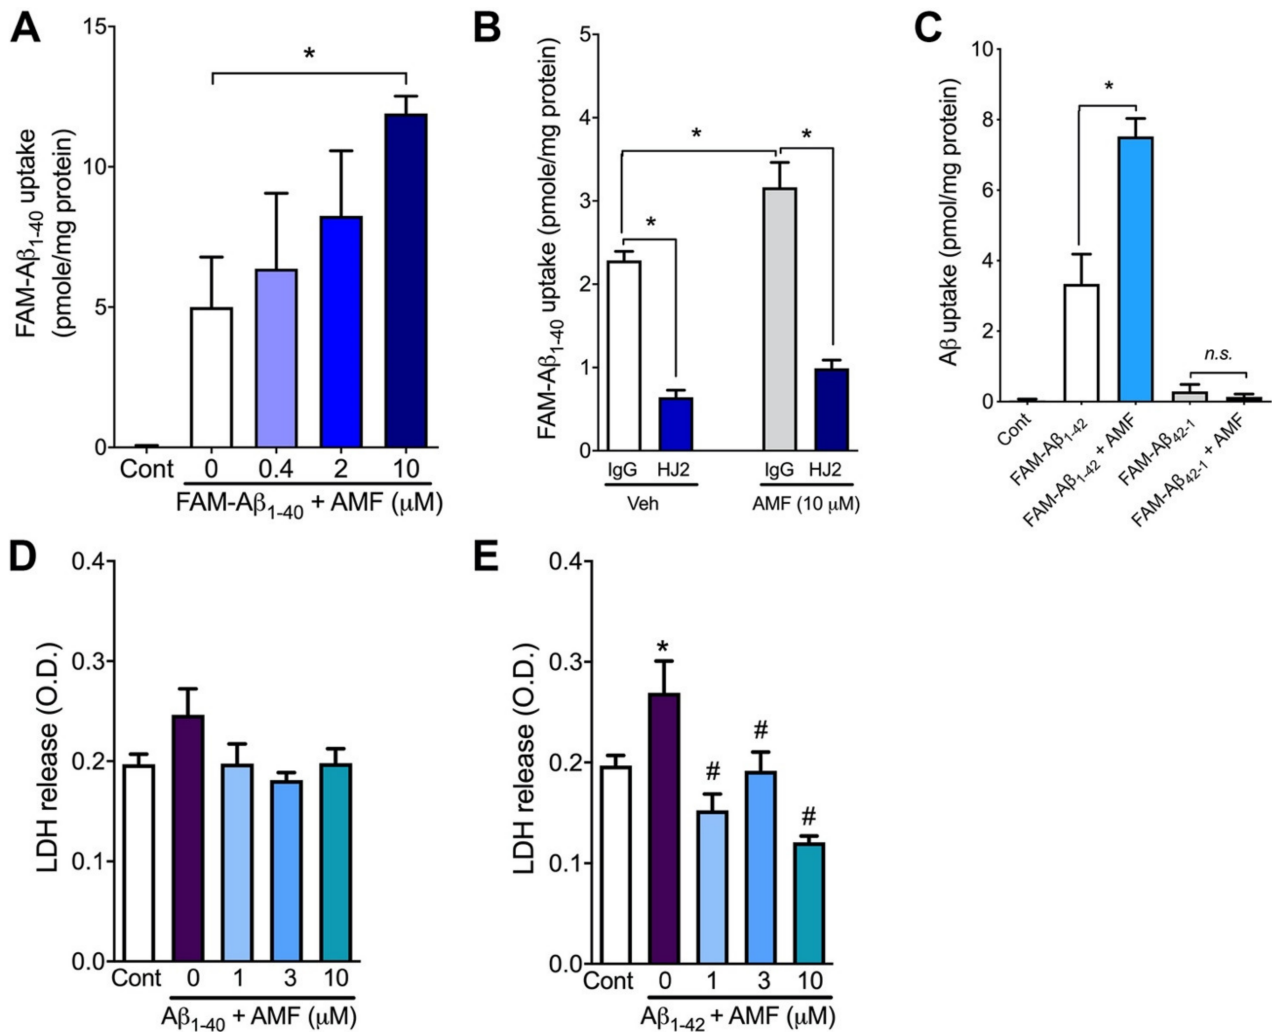 A
15
10
5
0
FAM-Aβ1-40 uptake
(pmole/mg protein)
*
Cont
0
0.4
2
10
FAM-Aβ1-40 + AMF (μM)
B
5
4
3
2
1
0
FAM-Aβ1-40 uptake (pmole/mg protein)
*
*
*
IgG
HJ2
IgG
HJ2
Veh
AMF (10 μM)
C
10
8
6
4
2
0
Aβ uptake (pmol/mg protein)
*
n.s.
Cont
FAM-Aβ1-42
FAM-Aβ1-42 + AMF
FAM-Aβ42-1
FAM-Aβ42-1 + AMF
D
0.4
0.3
0.2
0.1
0.0
LDH release (O.D.)
Cont
0
1
3
10
Aβ1-40 + AMF (μM)
E
0.4
0.3
0.2
0.1
0.0
LDH release (O.D.)
*
#
#
#
Cont
0
1
3
10
Aβ1-42 + AMF (μM)